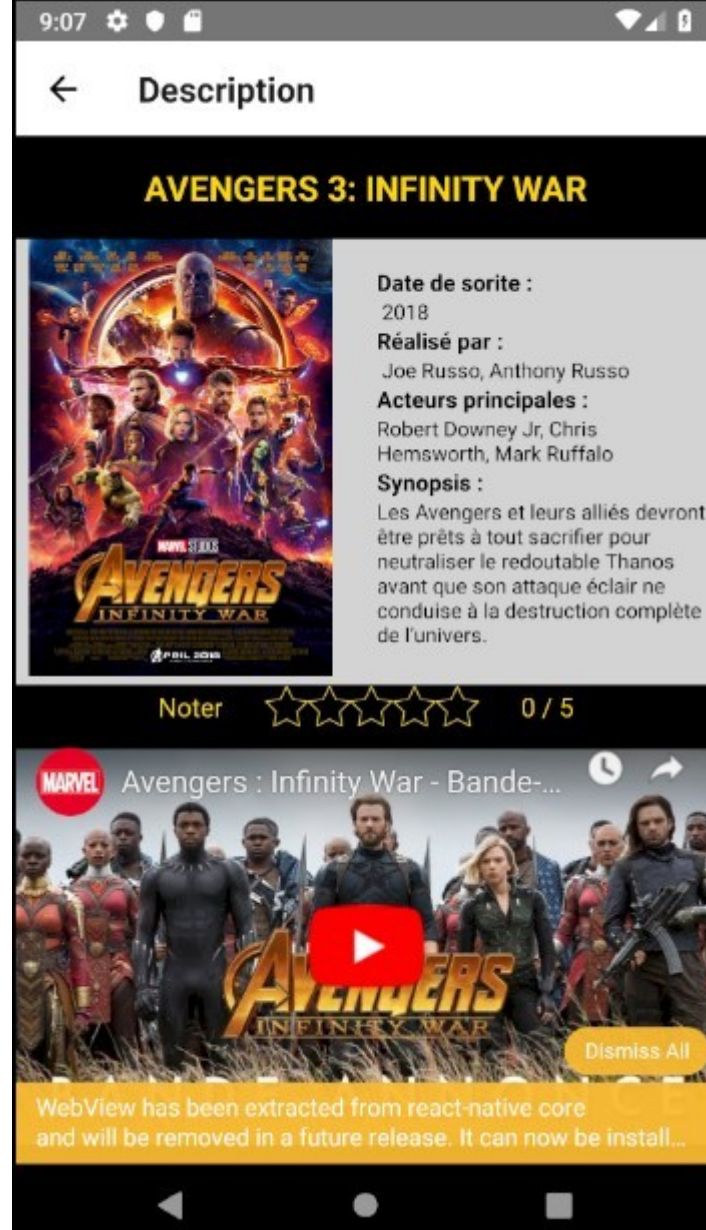 9:07
Description
AVENGERS 3: INFINITY WAR
Date de sorite :
2018
Réalisé par :
Joe Russo, Anthony Russo
Acteurs principales :
Robert Downey Jr, Chris
Hemsworth, Mark Ruffalo
Synopsis :
Les Avengers et leurs alliés devront
être prêts à tout sacrifier pour
neutraliser le redoutable Thanos
avant que son attaque éclair ne
conduise à la destruction complète
de l'univers.
MARVEL STUDIOS
AVENGERS
INFINITY WAR
APRIL 2018
Noter 0 / 5
MARVEL Avengers : Infinity War - Bande-...
AVENGERS
INFINITY WAR
Dismiss All
WebView has been extracted from react-native core
and will be removed in a future release. It can now be install...